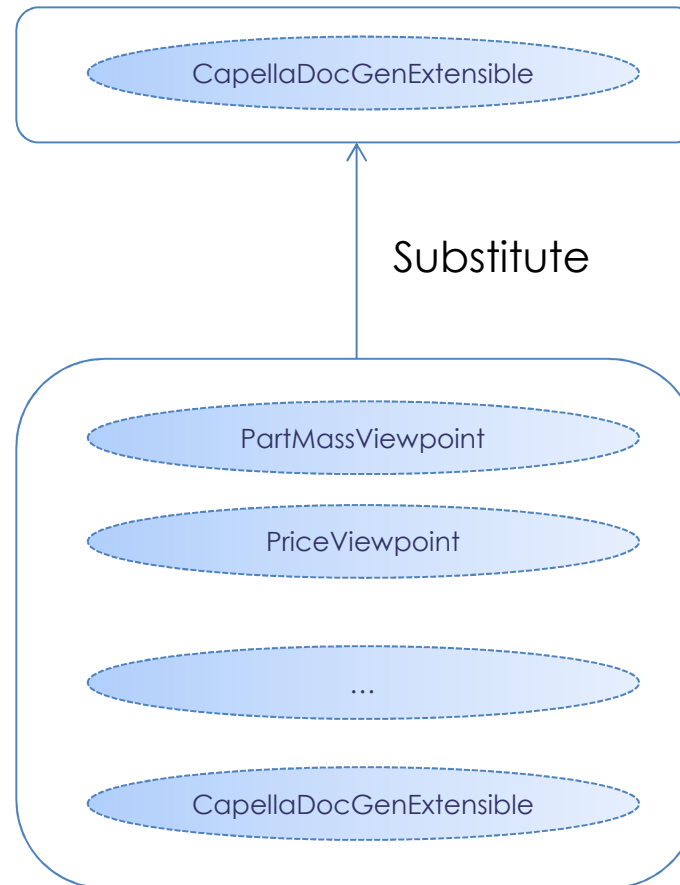 CapellaDocGenExtensible
Substitute
PartMassViewpoint
PriceViewpoint
...
CapellaDocGenExtensible